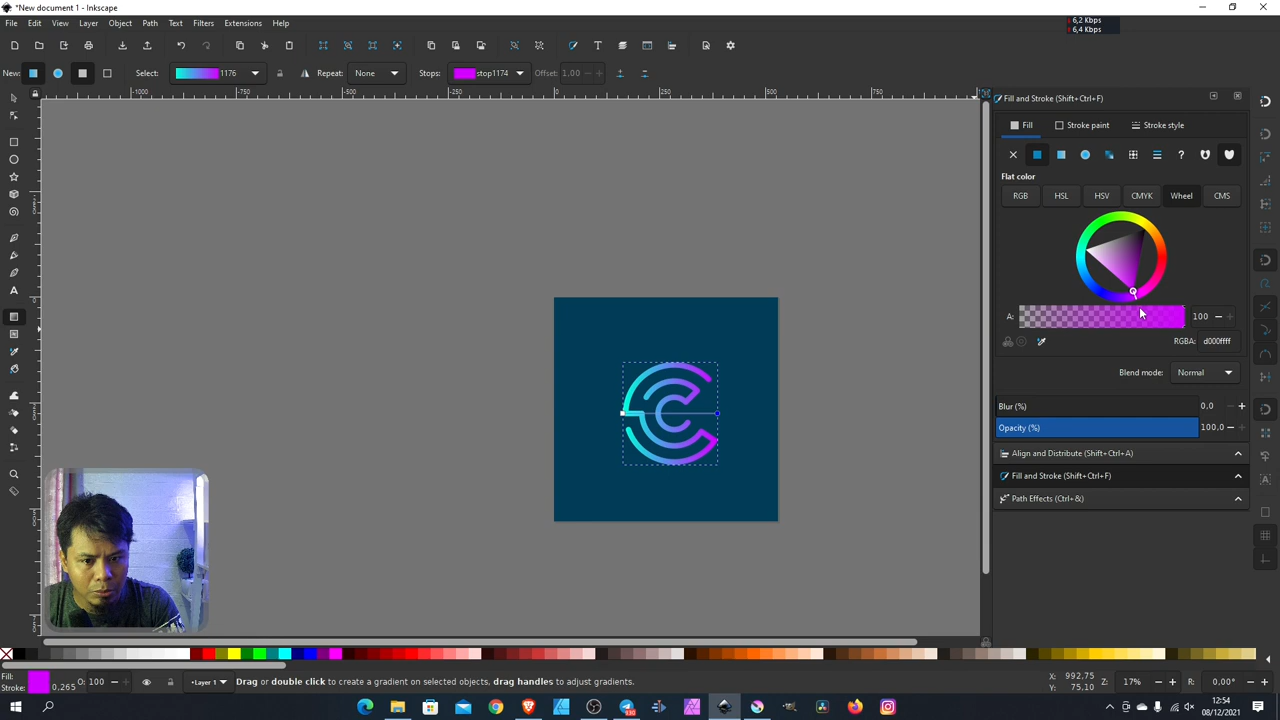 *New document 1 - Inkscape
File Edit View Layer Object Path Text Filters Extensions Help
6,2 Kbps
6,4 Kbps
New: Select: 1176 Repeat: None Stops: stop1174 Offset: 1,00
-1000 -750 -500 -250 0 250 500 750
Fill and Stroke (Shift+Ctrl+F)
Fill Stroke paint Stroke style
Flat color
RGB HSL HSV CMYK Wheel CMS
A: 100
RGBA: d000ffff
Blend mode: Normal
Blur (%) 0.0
Opacity (%) 100.0
Align and Distribute (Shift+Ctrl+A)
Fill and Stroke (Shift+Ctrl+F)
Path Effects (Ctrl+&)
Fill:
Stroke: 0,265 O: 100 •Layer 1 Drag or double click to create a gradient on selected objects, drag handles to adjust gradients. X: 992,75 Y: 75,10 Z: 17% R: 0,00°
12:54
08/12/2021